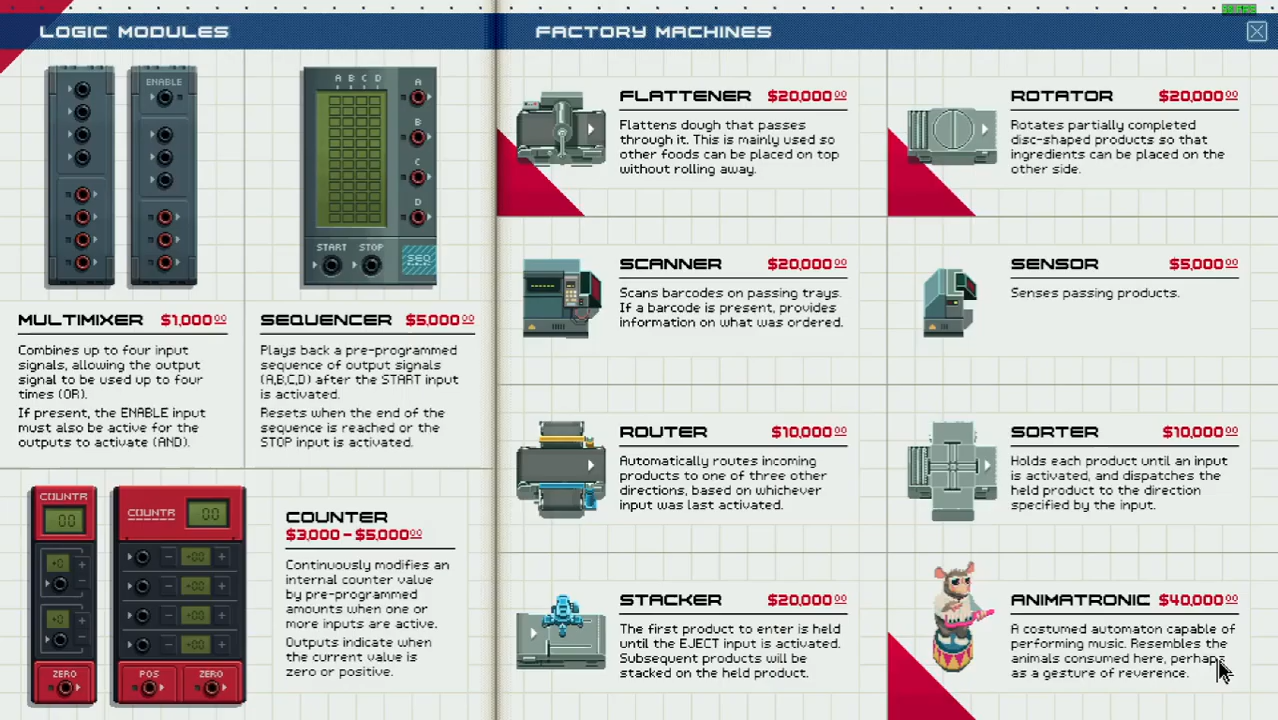 LOGIC MODULES
ENABLE
A B C D
A
B
C
D
START STOP
SEQ
MULTIMIXER $1,000.00
Combines up to four input
signals, allowing the output
signal to be used up to four
times (OR).
If present, the ENABLE input
must also be active for the
outputs to activate (AND).
SEQUENCER $5,000.00
Plays back a pre-programmed
sequence of output signals
(A,B,C,D) after the START input
is activated.
Resets when the end of the
sequence is reached or the
STOP input is activated.
COUNTR
00
+0 - +
+0 - +
ZERO
COUNTR 00
- +00 +
- +00 +
- +00 +
- +00 +
POS ZERO
COUNTER
$3,000 – $5,000.00
Continuously modifies an
internal counter value
by pre-programmed
amounts when one or
more inputs are active.
Outputs indicate when
the current value is
zero or positive.
FACTORY MACHINES
FLATTENER $20,000.00
Flattens dough that passes
through it. This is mainly used so
other foods can be placed on top
without rolling away.
ROTATOR $20,000.00
Rotates partially completed
disc-shaped products so that
ingredients can be placed on the
other side.
SCANNER $20,000.00
Scans barcodes on passing trays.
If a barcode is present, provides
information on what was ordered.
SENSOR $5,000.00
Senses passing products.
ROUTER $10,000.00
Automatically routes incoming
products to one of three other
directions, based on whichever
input was last activated.
SORTER $10,000.00
Holds each product until an input
is activated, and dispatches the
held product to the direction
specified by the input.
STACKER $20,000.00
The first product to enter is held
until the EJECT input is activated.
Subsequent products will be
stacked on the held product.
ANIMATRONIC $40,000.00
A costumed automaton capable of
performing music. Resembles the
animals consumed here, perhaps
as a gesture of reverence.